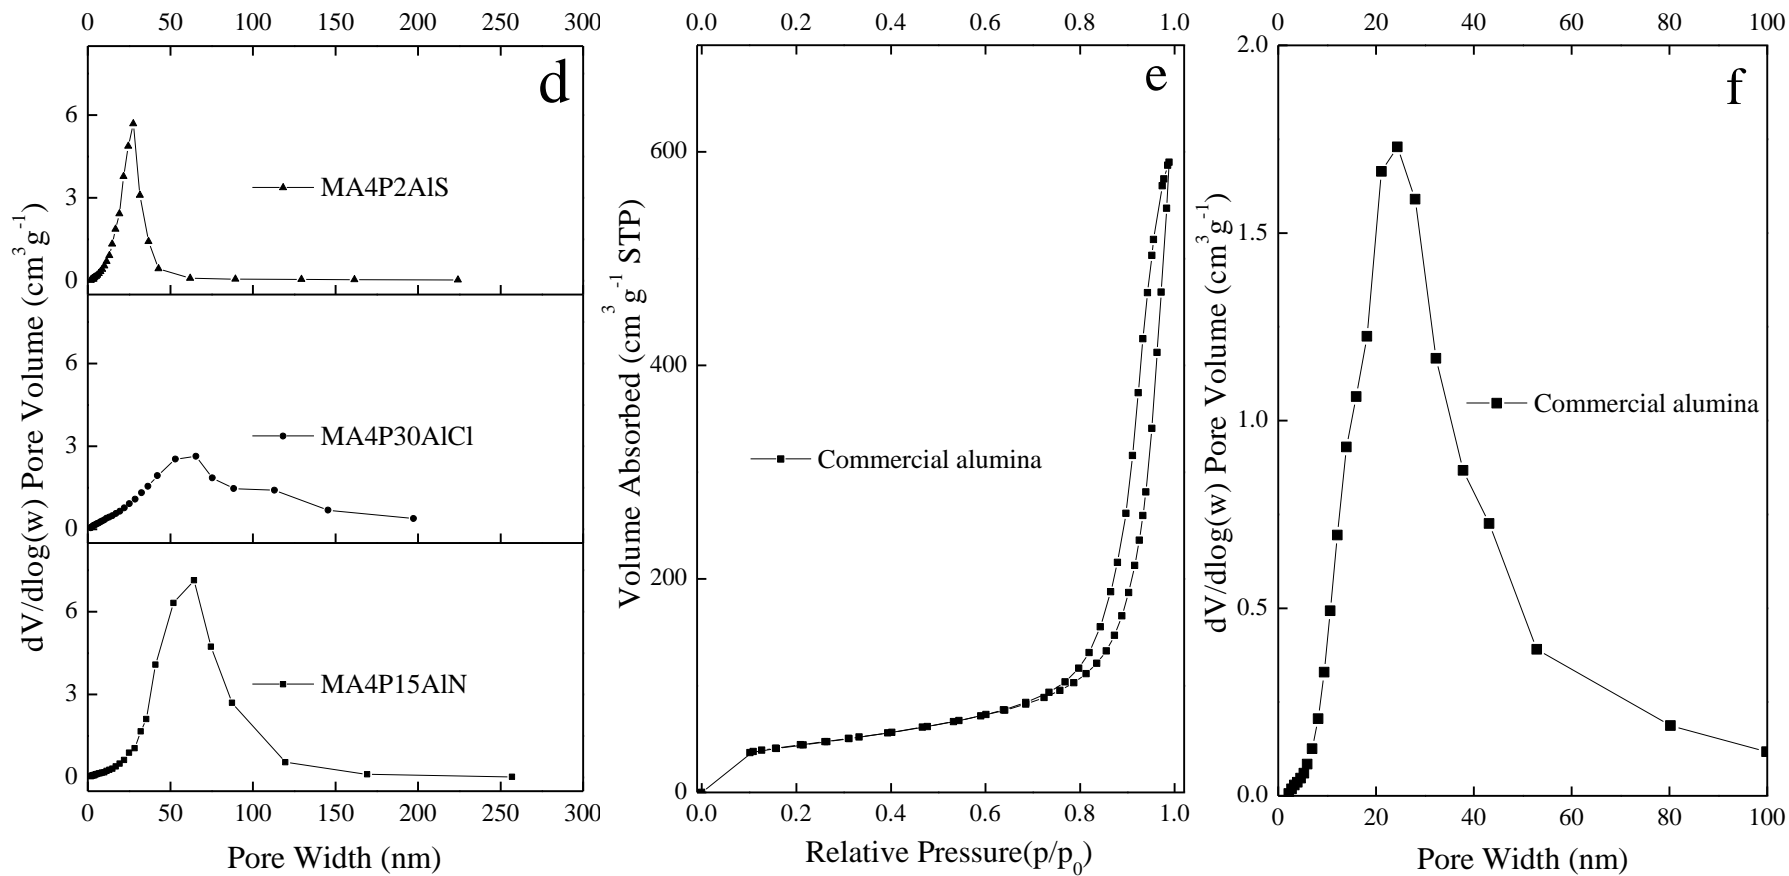 0 50 100 150 200 250 300
d
dV/dlog(w) Pore Volume (cm³g⁻¹)
6
3
0
MA4P2AlS
6
3
0
MA4P30AlCl
6
3
0
MA4P15AlN
0 50 100 150 200 250 300
Pore Width (nm)
0.0 0.2 0.4 0.6 0.8 1.0
e
Volume Absorbed (cm³g⁻¹ STP)
600
400
200
0
Commercial alumina
0.0 0.2 0.4 0.6 0.8 1.0
Relative Pressure(p/p₀)
0 20 40 60 80 100
f
dV/dlog(w) Pore Volume (cm³g⁻¹)
2.0
1.5
1.0
0.5
0.0
Commercial alumina
0 20 40 60 80 100
Pore Width (nm)